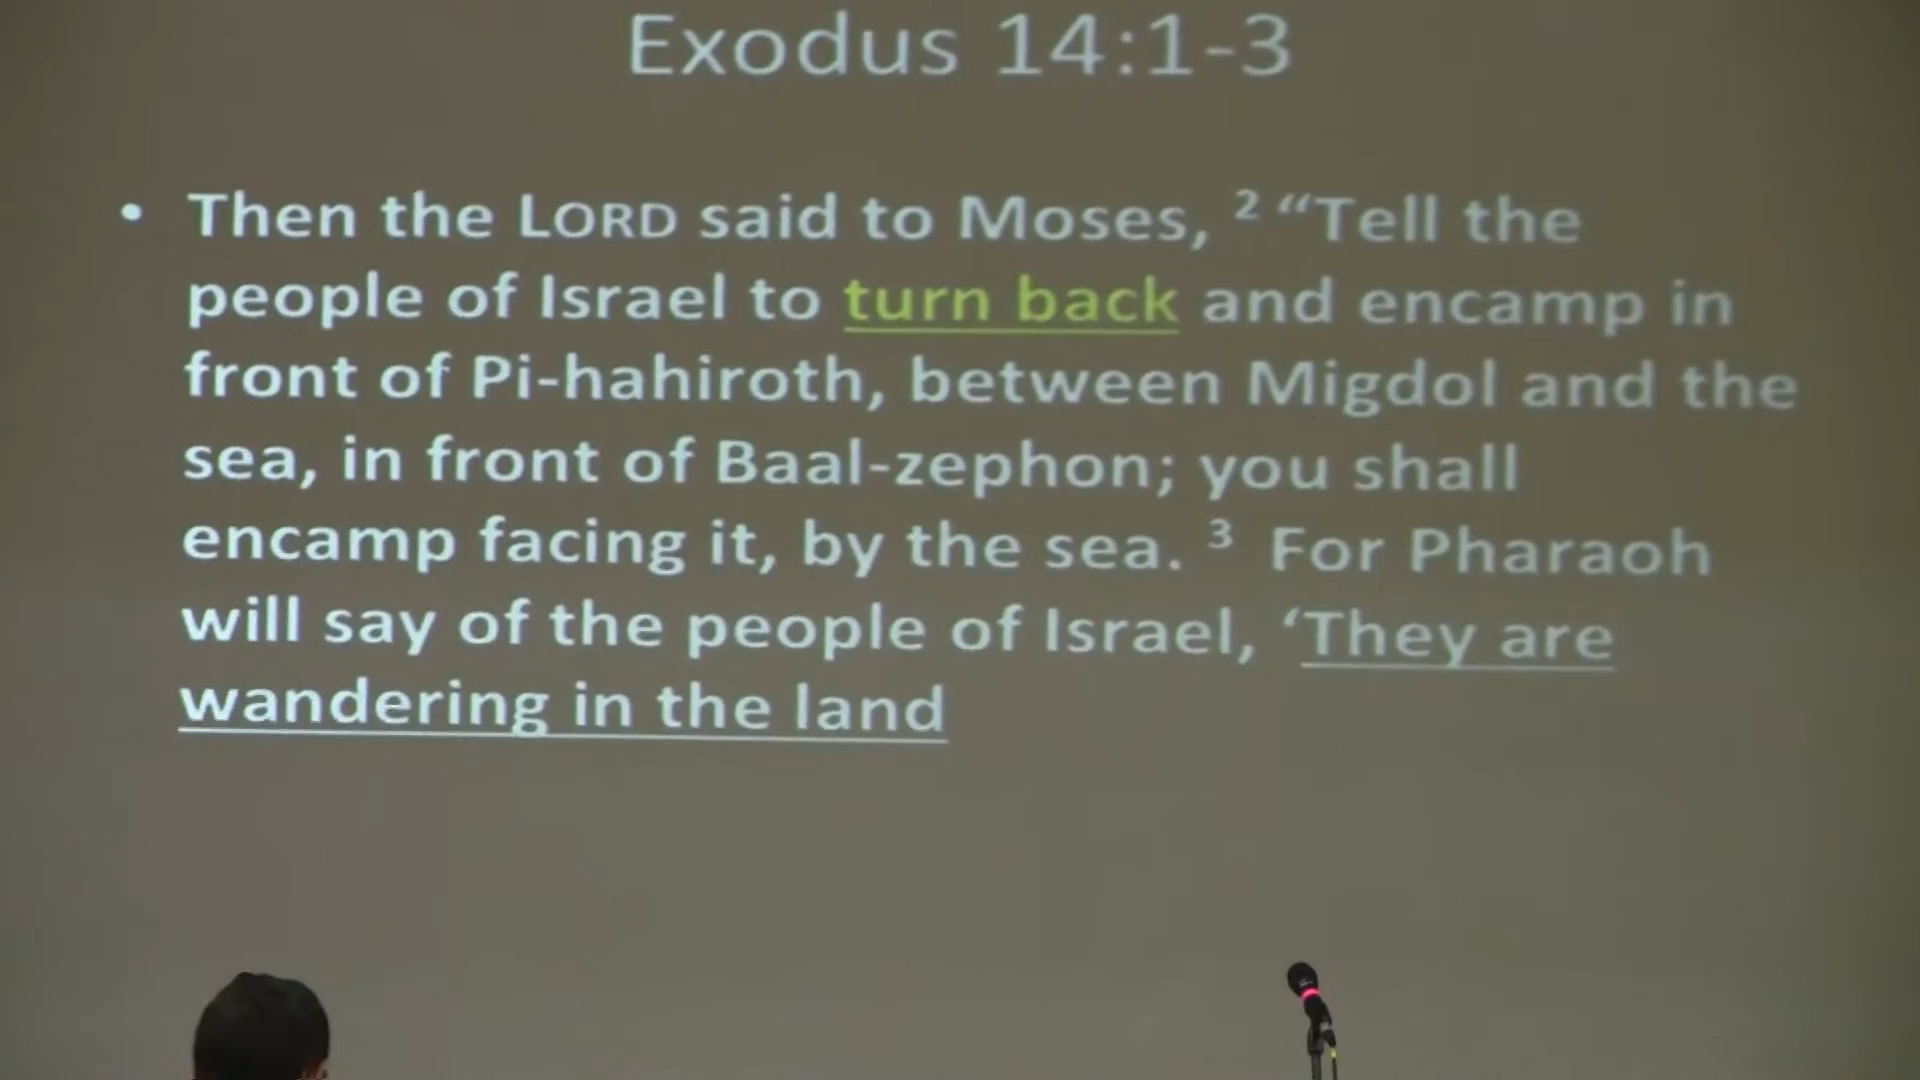 Exodus 14:1-3
• Then the LORD said to Moses, ² “Tell the
people of Israel to turn back and encamp in
front of Pi-hahiroth, between Migdol and the
sea, in front of Baal-zephon; you shall
encamp facing it, by the sea. ³ For Pharaoh
will say of the people of Israel, ‘They are
wandering in the land